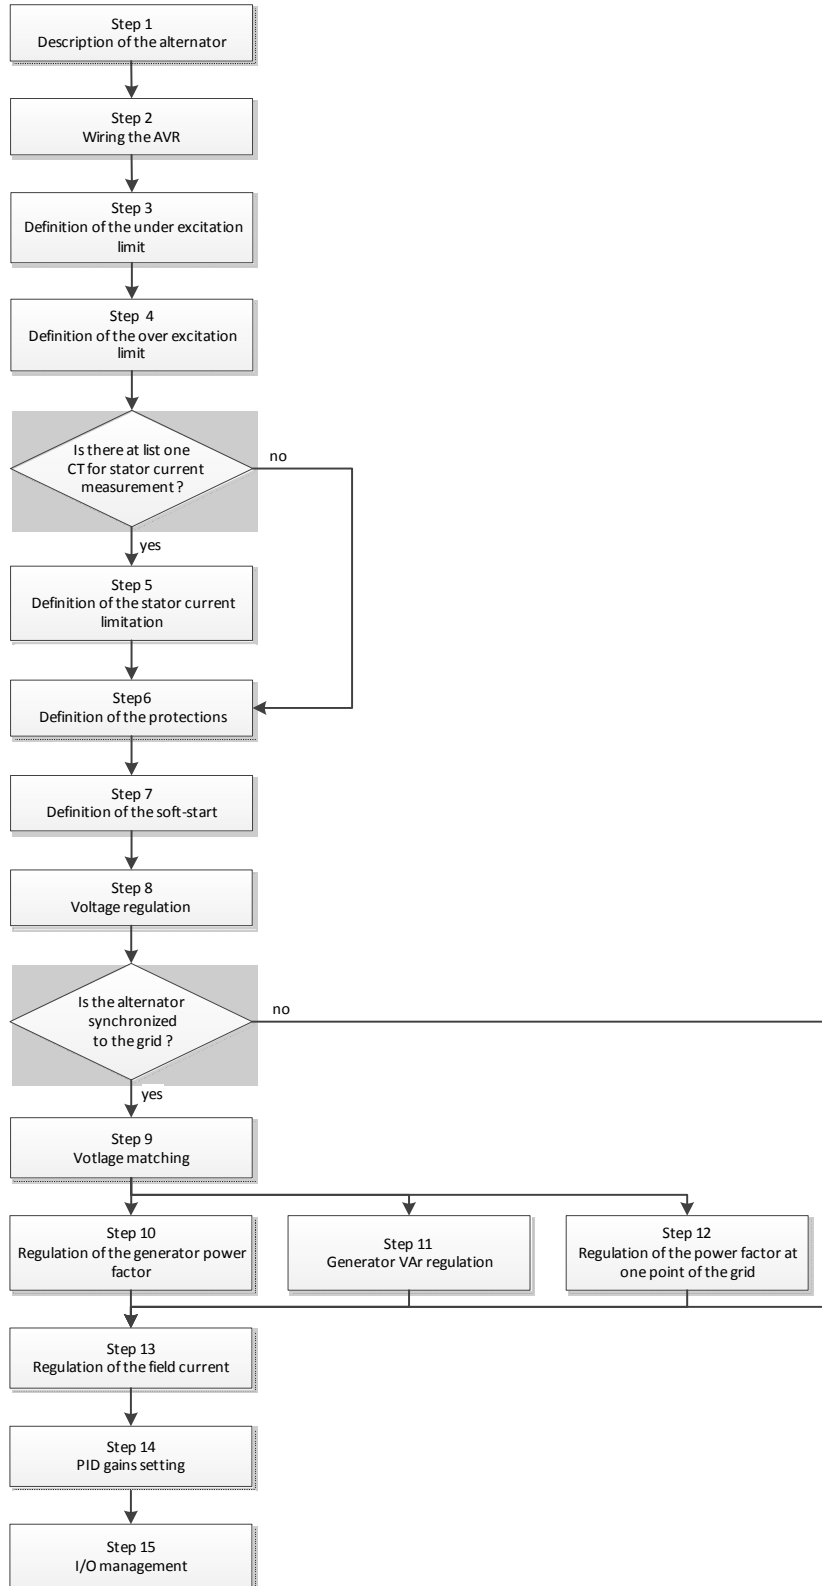 Step 1
Description of the alternator
Step 2
Wiring the AVR
Step 3
Definition of the under excitation
limit
Step  4
Definition of the over excitation
limit
Is there at list one
CT for stator current
measurement ?
no
yes
Step 5
Definition of the stator current
limitation
Step6
Definition of the protections
Step 7
Definition of the soft-start
Step 8
Voltage regulation
Is the alternator
synchronized
to the grid ?
no
yes
Step 9
Votlage matching
Step 10
Regulation of the generator power
factor
Step 11
Generator VAr regulation
Step 12
Regulation of the power factor at
one point of the grid
Step 13
Regulation of the field current
Step 14
PID gains setting
Step 15
I/O management